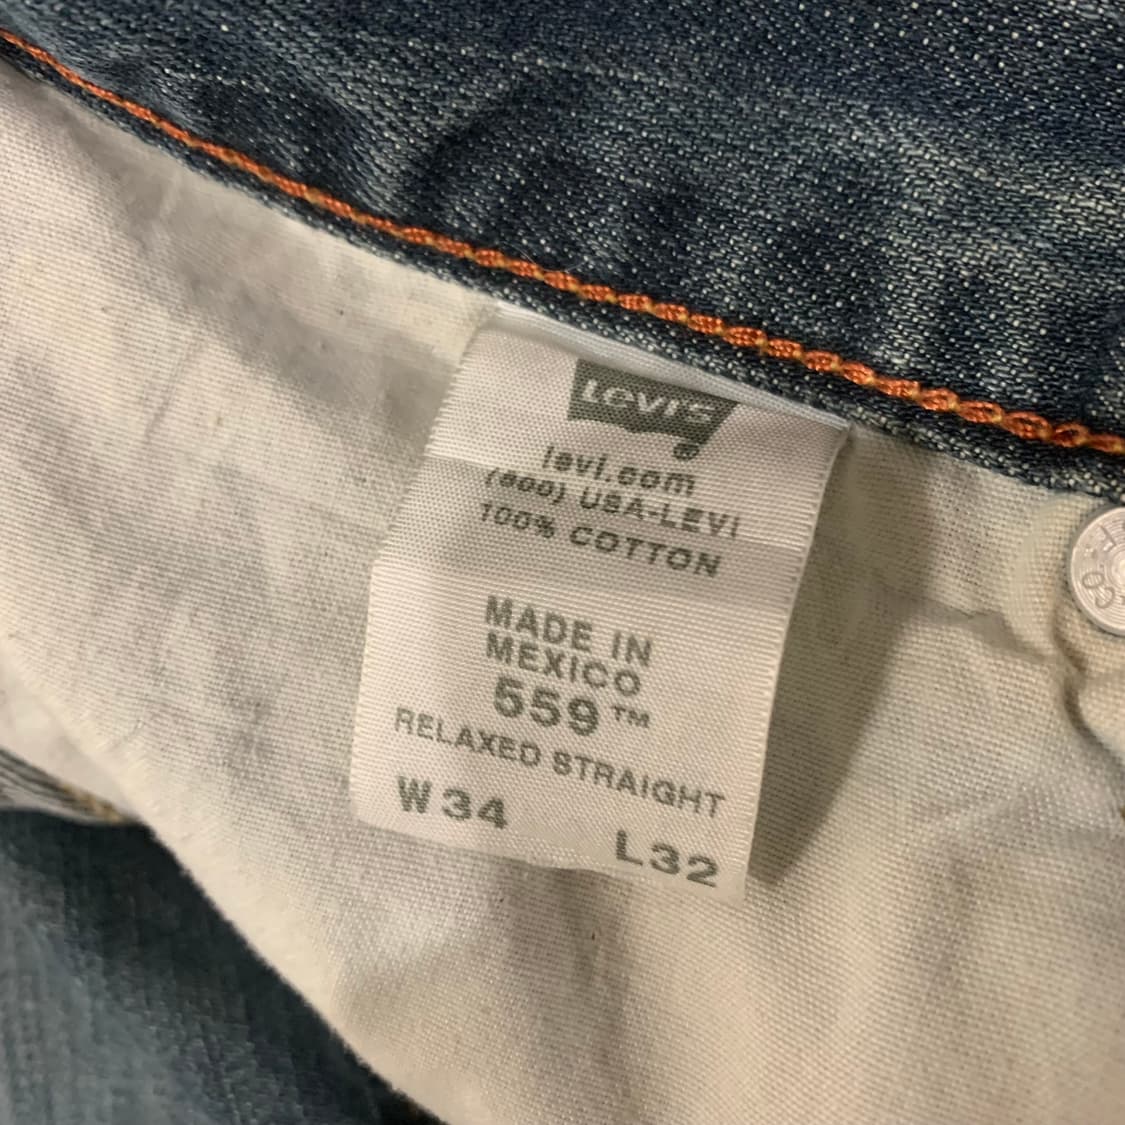 Levi's
®
levi.com
(800) USA-LEVI
100% COTTON
MADE IN
MEXICO
559™
RELAXED STRAIGHT
W34 L32